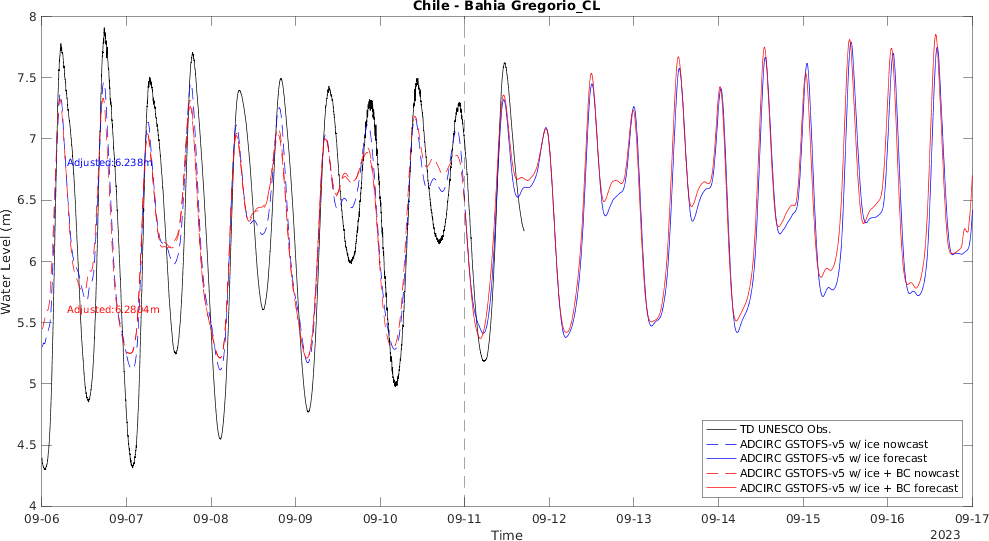 Chile - Bahia Gregorio_CL
8
7.5
7
6.5
6
5.5
5
4.5
4
Water Level (m)
Adjusted:6.238m
Adjusted:6.2804m
TD UNESCO Obs.
ADCIRC GSTOFS-v5 w/ ice nowcast
ADCIRC GSTOFS-v5 w/ ice forecast
ADCIRC GSTOFS-v5 w/ ice + BC nowcast
ADCIRC GSTOFS-v5 w/ ice + BC forecast
09-06 09-07 09-08 09-09 09-10 09-11 09-12 09-13 09-14 09-15 09-16 09-17
Time
2023